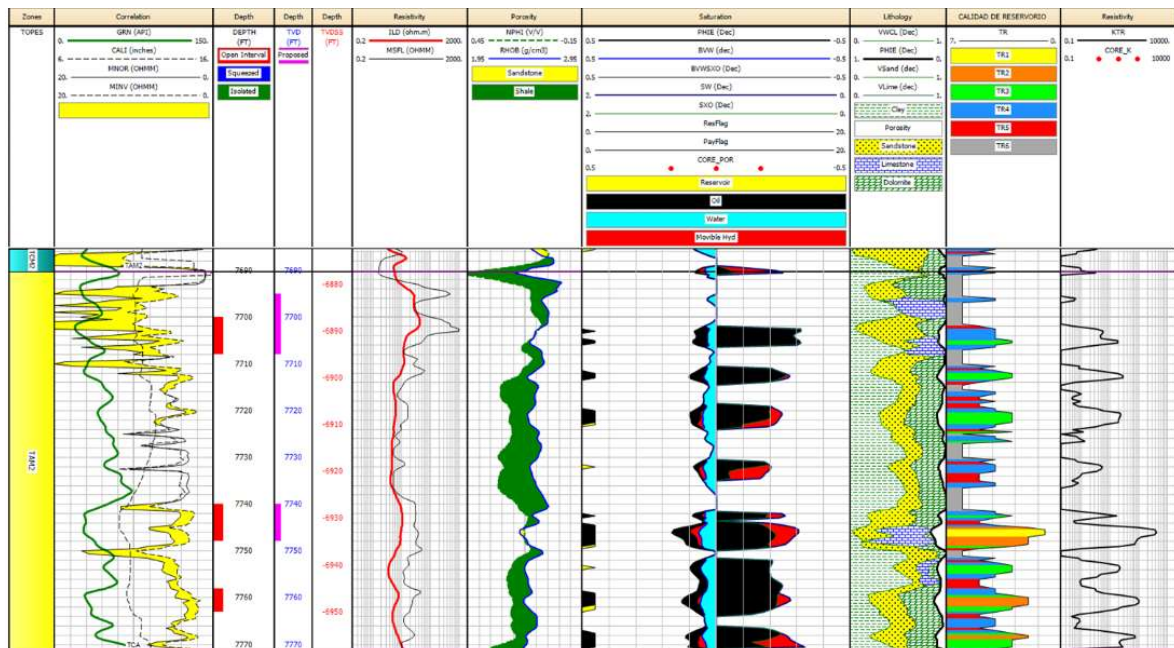 Zones Correlation Depth Depth Depth Resistivity Porosity Saturation Lithology CALIDAD DE RESERVORIO Resistivity
TOPES
GRN (API)
0. 150.
CALI (inches)
6. 16.
MNOR (OHMM)
20. 0.
MINV (OHMM)
20. 0.
DEPTH
(FT)
Open Interval
Squeezed
Isolated
TVD
(FT)
Proposed
TVDSS
(FT)
ILD (ohm.m)
0.2 2000.
MSFL (OHMM)
0.2 2000.
NPHI (V/V)
0.45 -0.15
RHOB (g/cm3)
1.95 2.95
Sandstone
Shale
PHIE (Dec)
0.5 -0.5
BVW (dec)
0.5 -0.5
BVWSXO (Dec)
0.5 -0.5
SW (Dec)
2. 0.
SXO (Dec)
2. 0.
ResFlag
0. 20.
PayFlag
0. 20.
CORE_POR
0.5 -0.5
Reservoir
Oil
Water
Movible Hyd
VWCL (Dec)
0. 1.
PHIE (Dec)
1. 0.
VSand (dec)
0. 1.
VLime (dec)
0. 1.
Clay
Porosity
Sandstone
Limestone
Dolomite
TR
7. 0.
TR1
TR2
TR3
TR4
TR5
TR6
KTR
0.1 10000.
CORE_K
0.1 10000
TCM2
TAM2
TAM2
TCA
7690
7700
7710
7720
7730
7740
7750
7760
7770
7690
7700
7710
7720
7730
7740
7750
7760
7770
-6880
-6890
-6900
-6910
-6920
-6930
-6940
-6950